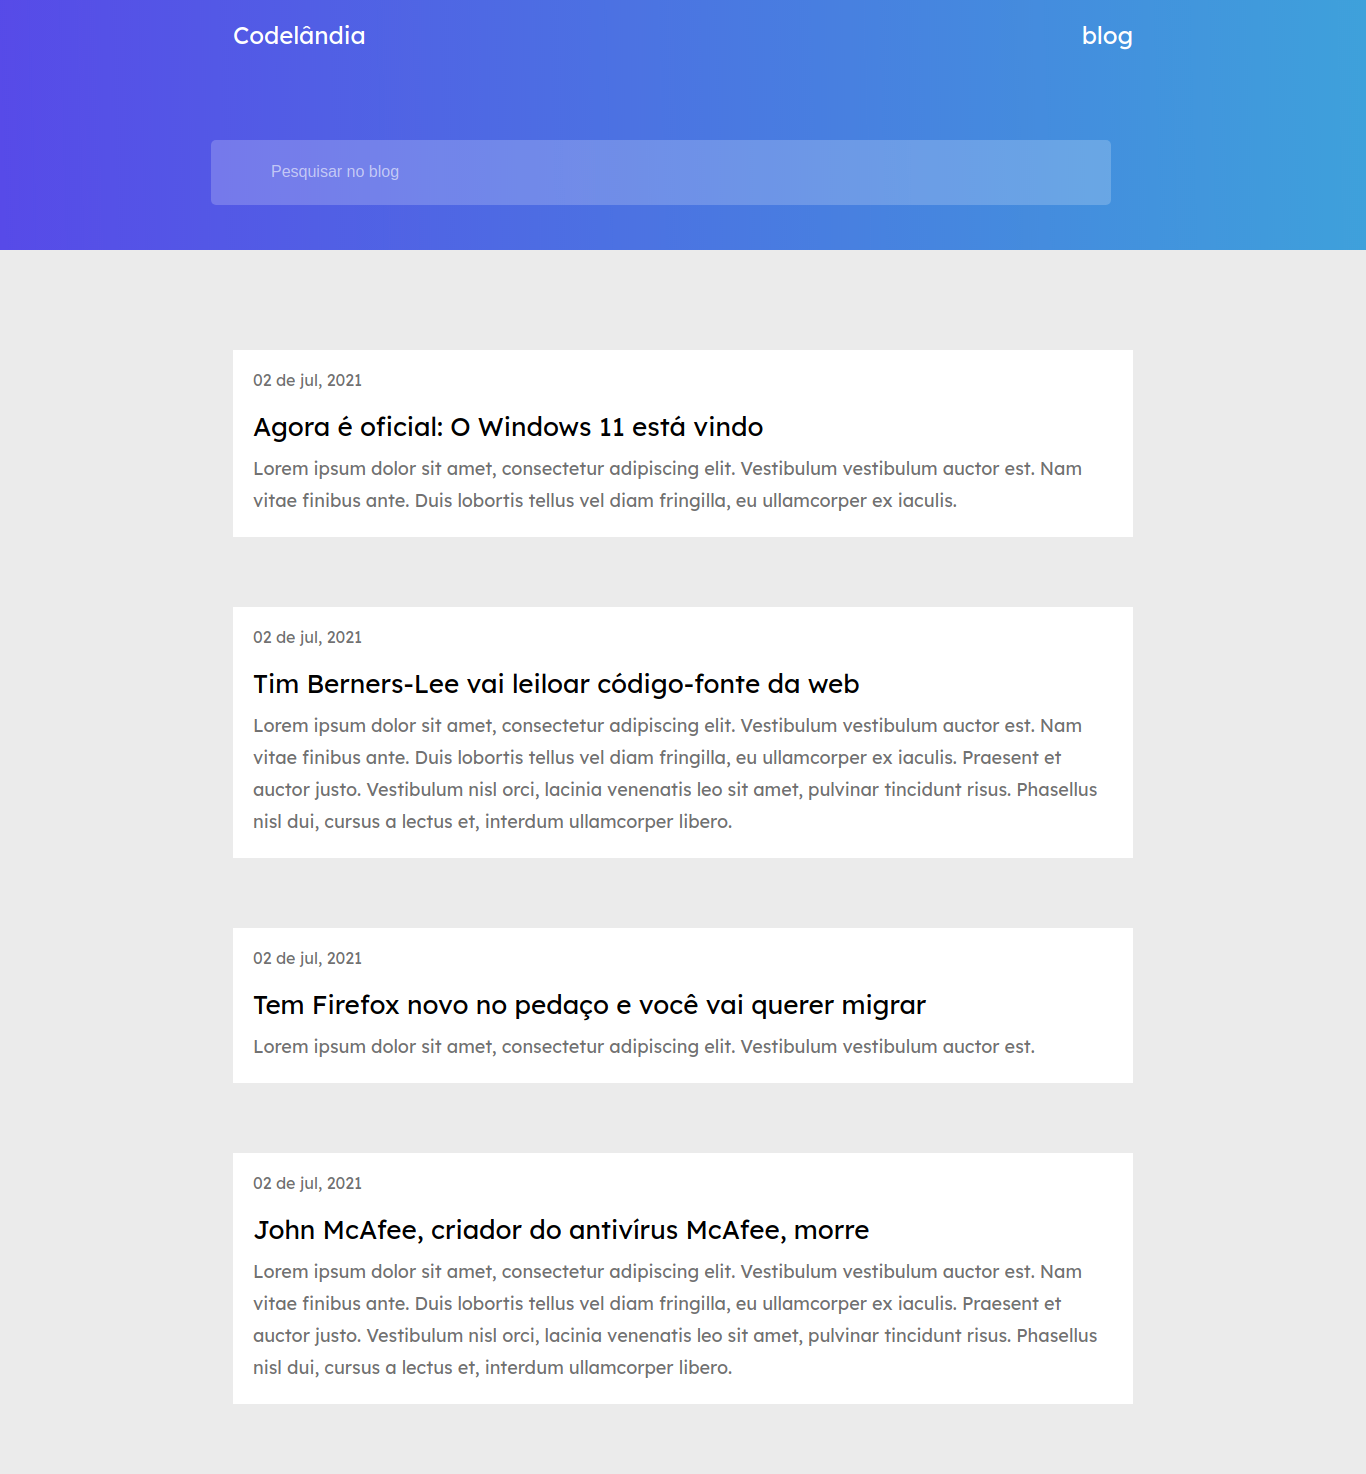 Codelândia
blog
Pesquisar no blog
02 de jul, 2021
Agora é oficial: O Windows 11 está vindo
Lorem ipsum dolor sit amet, consectetur adipiscing elit. Vestibulum vestibulum auctor est. Nam
vitae finibus ante. Duis lobortis tellus vel diam fringilla, eu ullamcorper ex iaculis.
02 de jul, 2021
Tim Berners-Lee vai leiloar código-fonte da web
Lorem ipsum dolor sit amet, consectetur adipiscing elit. Vestibulum vestibulum auctor est. Nam
vitae finibus ante. Duis lobortis tellus vel diam fringilla, eu ullamcorper ex iaculis. Praesent et
auctor justo. Vestibulum nisl orci, lacinia venenatis leo sit amet, pulvinar tincidunt risus. Phasellus
nisl dui, cursus a lectus et, interdum ullamcorper libero.
02 de jul, 2021
Tem Firefox novo no pedaço e você vai querer migrar
Lorem ipsum dolor sit amet, consectetur adipiscing elit. Vestibulum vestibulum auctor est.
02 de jul, 2021
John McAfee, criador do antivírus McAfee, morre
Lorem ipsum dolor sit amet, consectetur adipiscing elit. Vestibulum vestibulum auctor est. Nam
vitae finibus ante. Duis lobortis tellus vel diam fringilla, eu ullamcorper ex iaculis. Praesent et
auctor justo. Vestibulum nisl orci, lacinia venenatis leo sit amet, pulvinar tincidunt risus. Phasellus
nisl dui, cursus a lectus et, interdum ullamcorper libero.